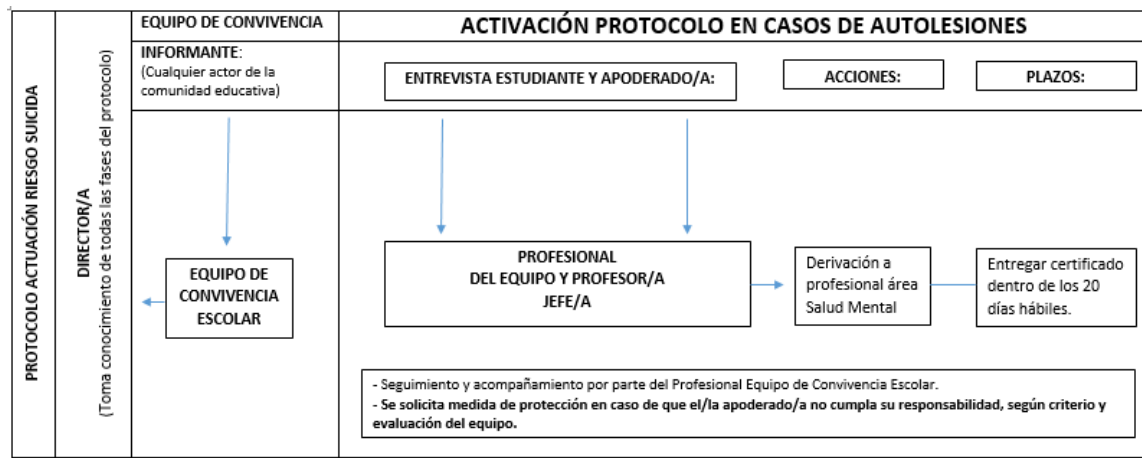 PROTOCOLO ACTUACIÓN RIESGO SUICIDA
DIRECTOR/A
(Toma conocimiento de todas las fases del protocolo)
EQUIPO DE CONVIVENCIA
INFORMANTE:
(Cualquier actor de la
comunidad educativa)
EQUIPO DE
CONVIVENCIA
ESCOLAR
ACTIVACIÓN PROTOCOLO EN CASOS DE AUTOLESIONES
ENTREVISTA ESTUDIANTE Y APODERADO/A:
ACCIONES:
PLAZOS:
PROFESIONAL
DEL EQUIPO Y PROFESOR/A
JEFE/A
Derivación a
profesional área
Salud Mental
Entregar certificado
dentro de los 20
días hábiles.
- Seguimiento y acompañamiento por parte del Profesional Equipo de Convivencia Escolar.
- Se solicita medida de protección en caso de que el/la apoderado/a no cumpla su responsabilidad, según criterio y
evaluación del equipo.